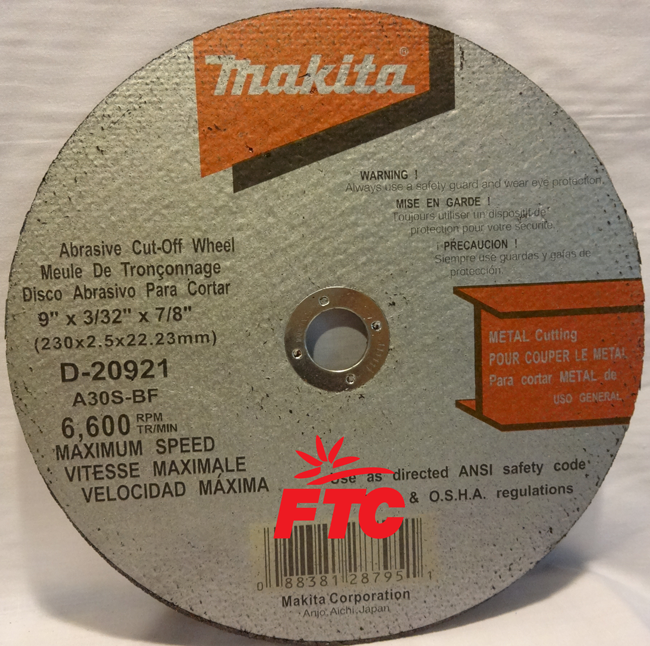 makita®
WARNING !
Always use a safety guard and wear eye protection.
MISE EN GARDE !
Toujours utiliser un dispositif de
protection pour votre sécurité.
¡PRECAUCION !
Siempre use guardas y gafas de
protección.
Abrasive Cut-Off Wheel
Meule De Tronçonnage
Disco Abrasivo Para Cortar
9" x 3/32" x 7/8"
(230x2.5x22.23mm)
D-20921
A30S-BF
6,600 RPM
TR/MIN
MAXIMUM SPEED
VITESSE MAXIMALE
VELOCIDAD MÁXIMA
METAL Cutting
POUR COUPER LE METAL
Para cortar METAL de
USO GENERAL
Use as directed ANSI safety code
& O.S.H.A. regulations
FTC
0 88381 28795 1
Makita Corporation
Anjo, Aichi, Japan